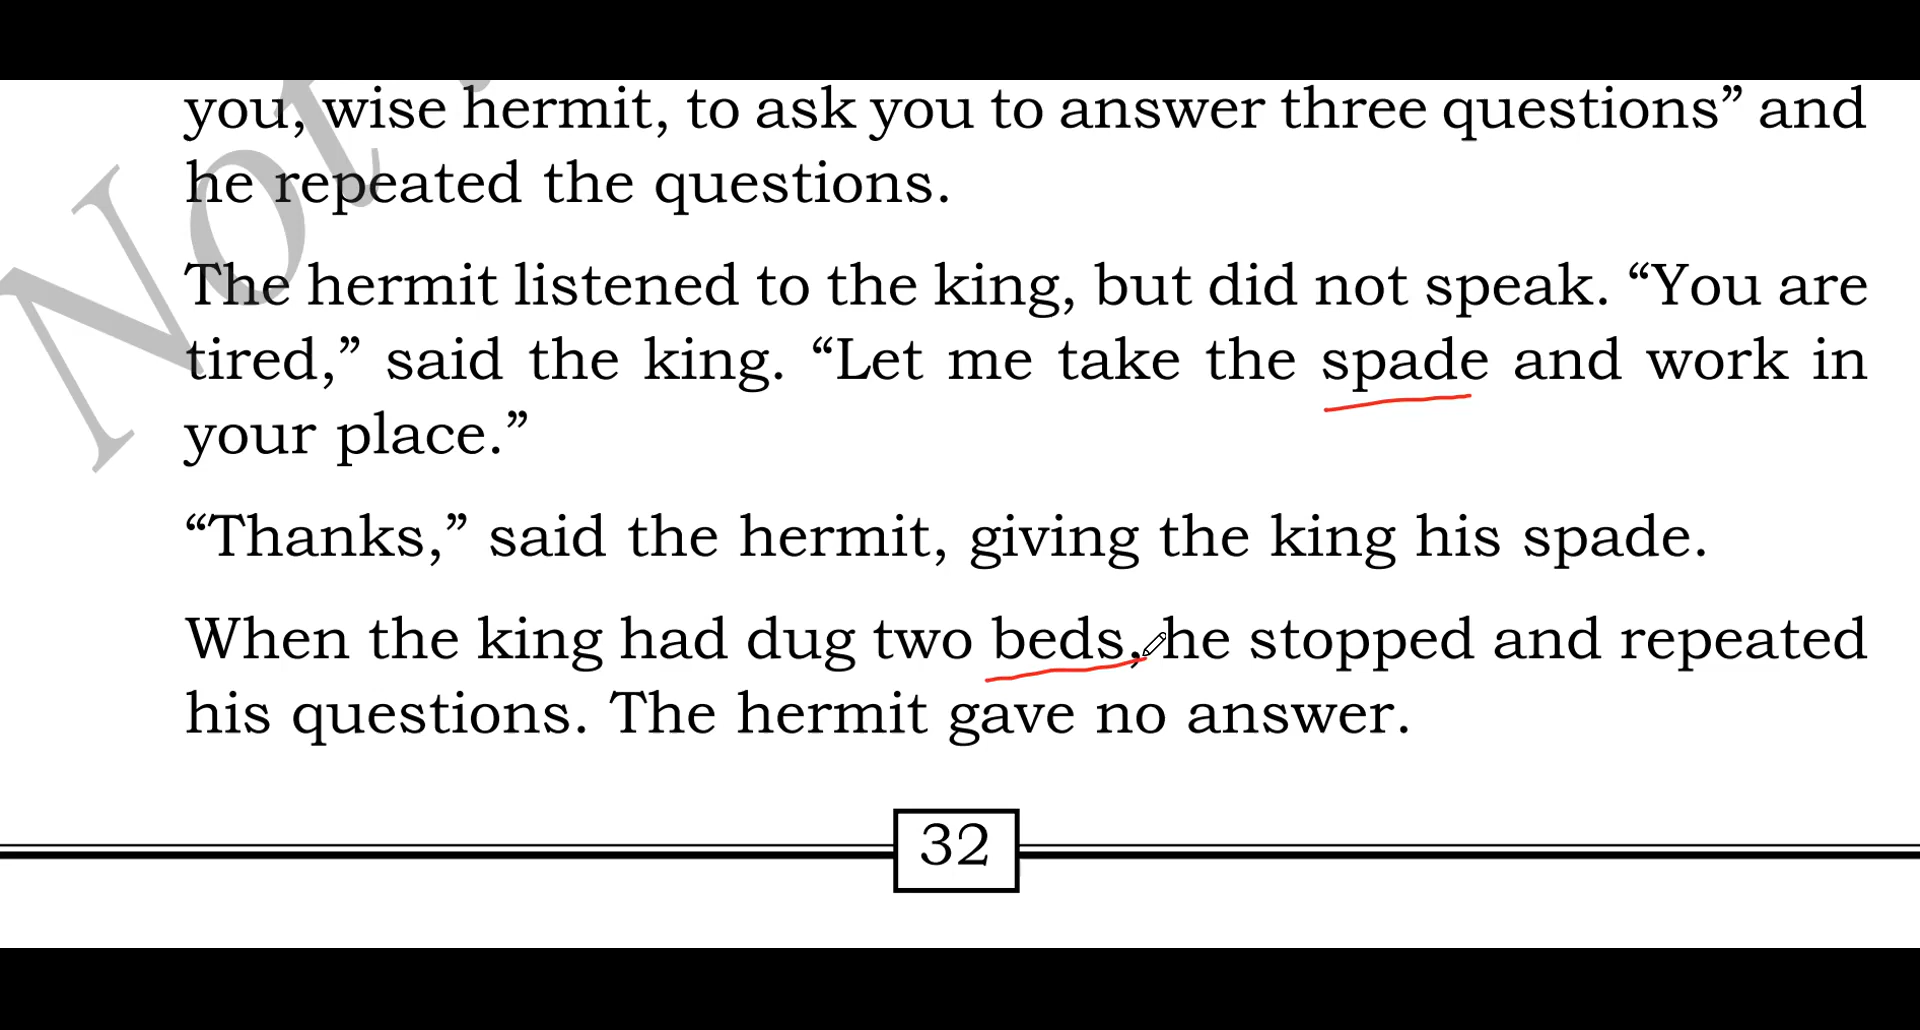 you, wise hermit, to ask you to answer three questions” and
he repeated the questions.
The hermit listened to the king, but did not speak. “You are
tired,” said the king. “Let me take the spade and work in
your place.”
“Thanks,” said the hermit, giving the king his spade.
When the king had dug two beds, he stopped and repeated
his questions. The hermit gave no answer.
32
Not